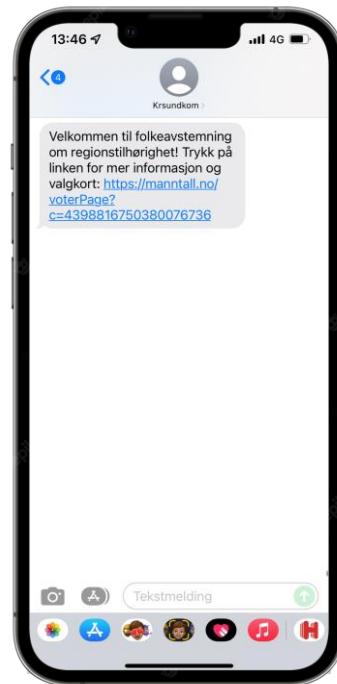 13:46
4G
4
Krsundkom
Velkommen til folkeavstemning
om regionstilhørighet! Trykk på
linken for mer informasjon og
valgkort: https://manntall.no/
voterPage?
c=4398816750380076736
Tekstmelding